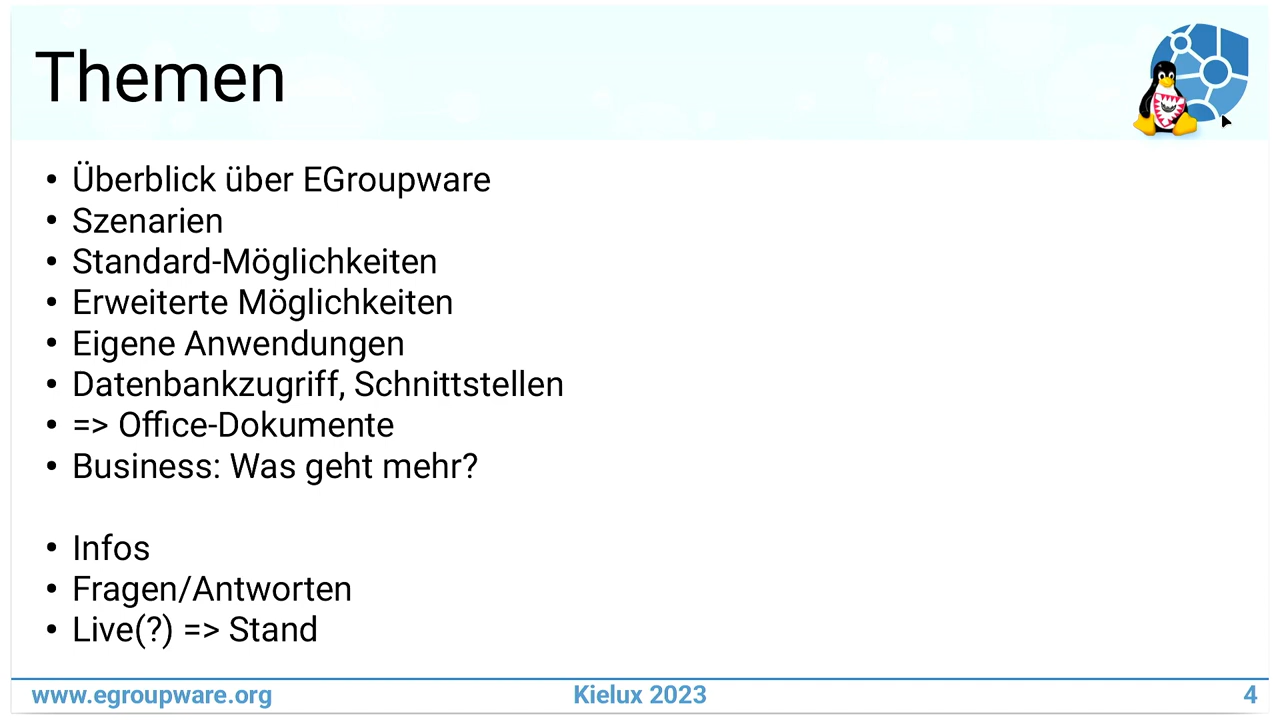 Themen
• Überblick über EGroupware
• Szenarien
• Standard-Möglichkeiten
• Erweiterte Möglichkeiten
• Eigene Anwendungen
• Datenbankzugriff, Schnittstellen
• => Office-Dokumente
• Business: Was geht mehr?
• Infos
• Fragen/Antworten
• Live(?) => Stand
www.egroupware.org Kielux 2023 4